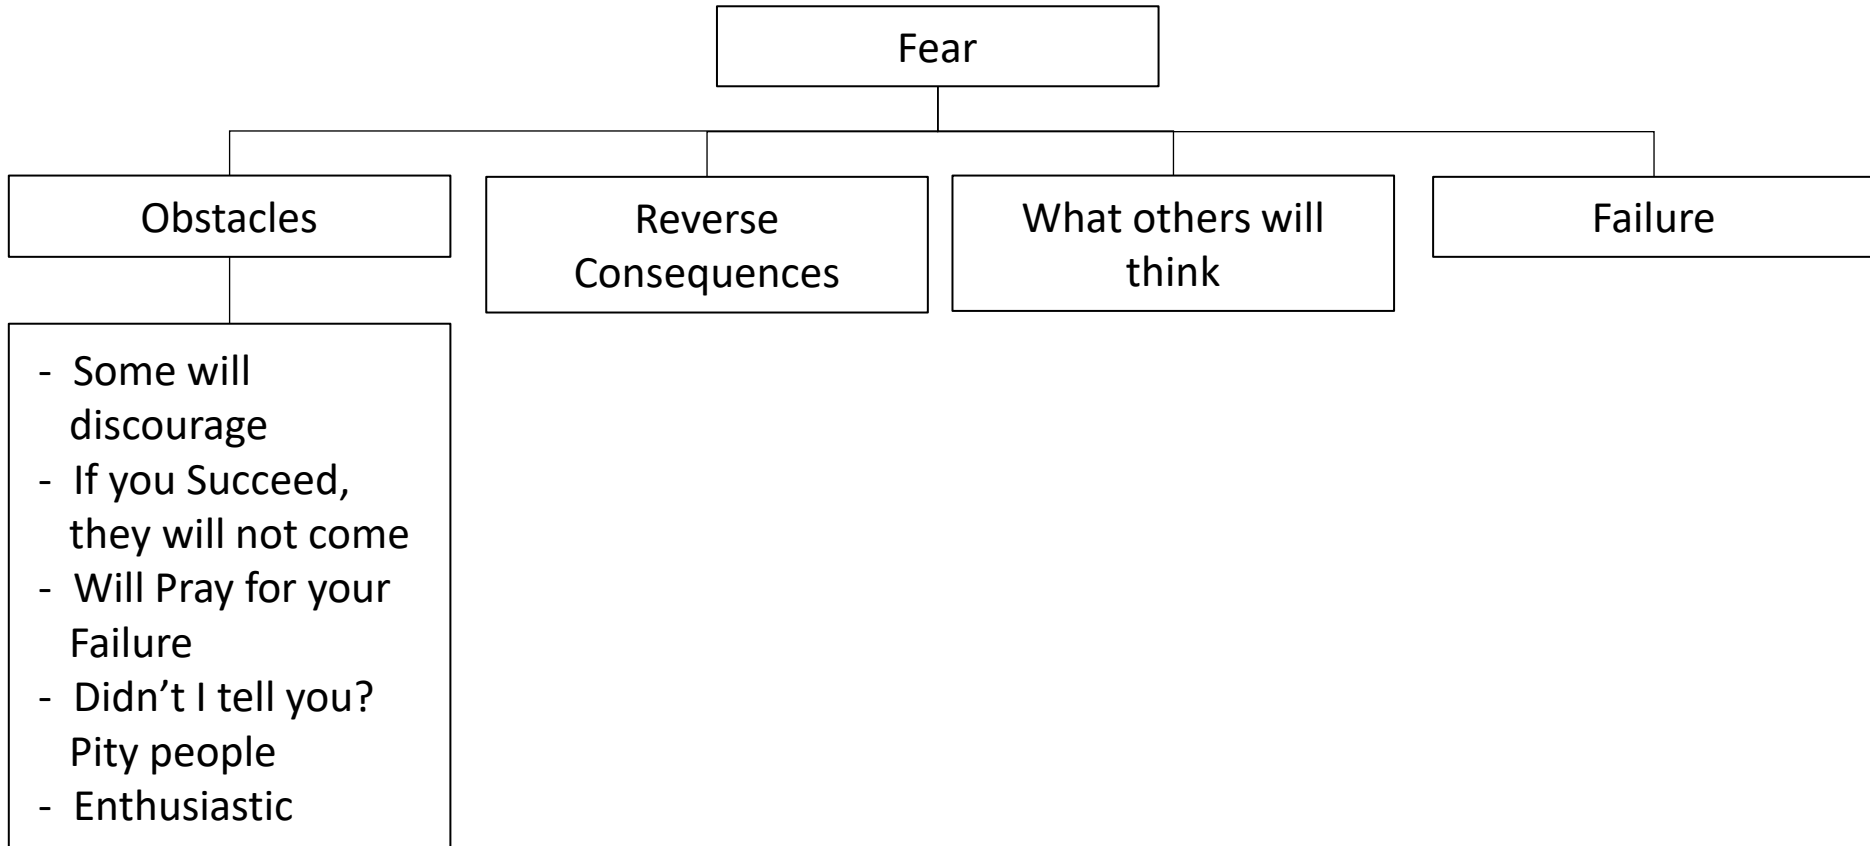 Fear
Obstacles
Reverse
Consequences
What others will
think
Failure
- Some will
discourage
- If you Succeed,
they will not come
- Will Pray for your
Failure
- Didn’t I tell you?
Pity people
- Enthusiastic